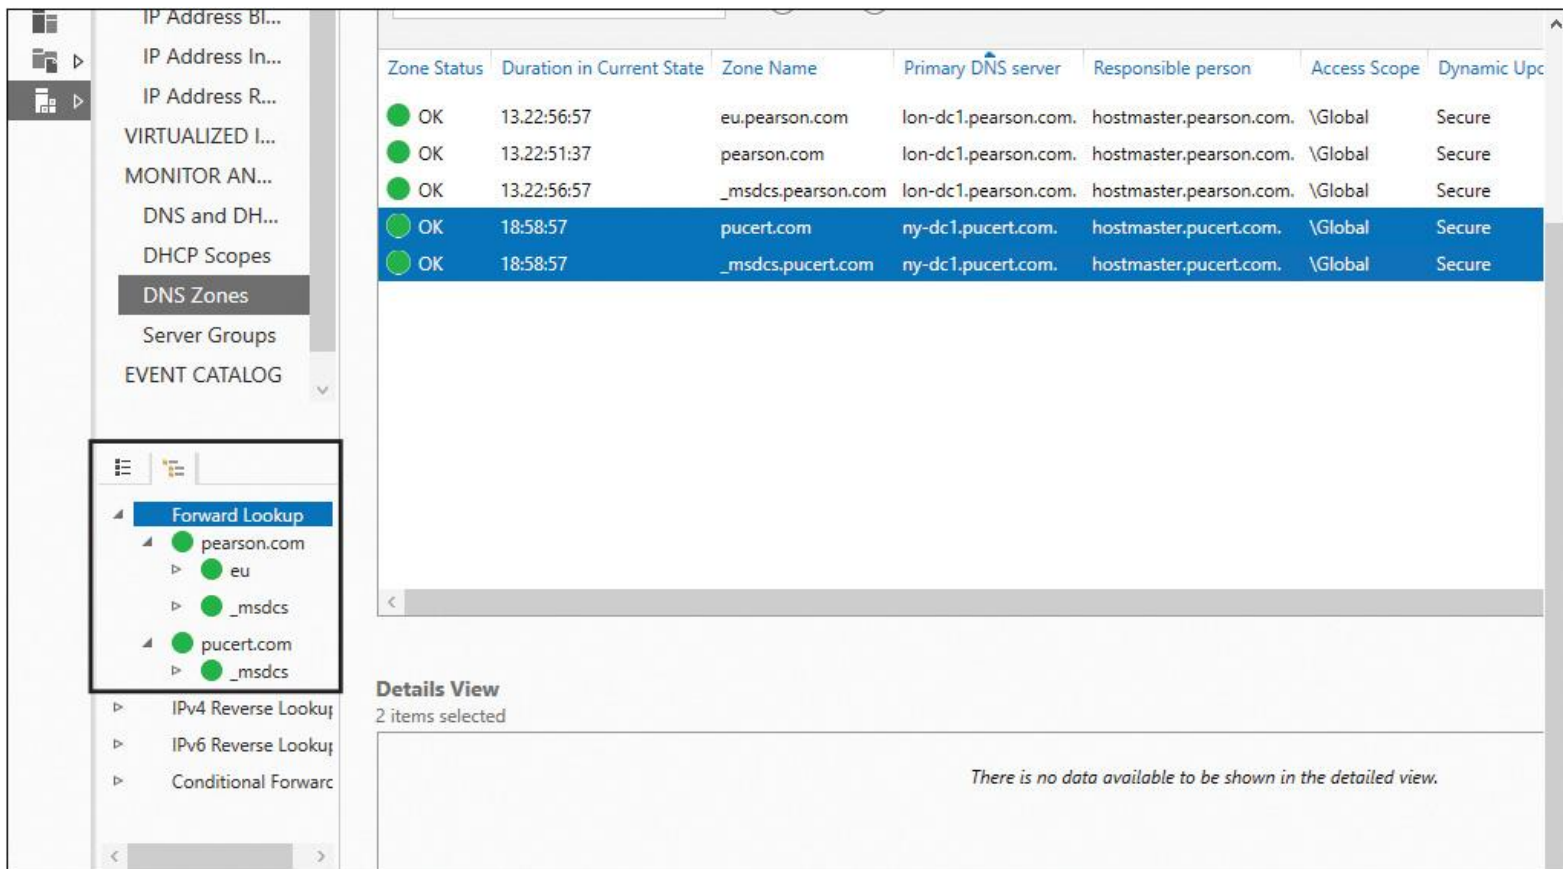 IP Address Bl...
IP Address In...
IP Address R...
VIRTUALIZED I...
MONITOR AN...
DNS and DH...
DHCP Scopes
DNS Zones
Server Groups
EVENT CATALOG
Forward Lookup
pearson.com
eu
_msdcs
pucert.com
_msdcs
IPv4 Reverse Lookup
IPv6 Reverse Lookup
Conditional Forward
Zone Status Duration in Current State Zone Name Primary DNS server Responsible person Access Scope Dynamic Upd
OK 13.22:56:57 eu.pearson.com lon-dc1.pearson.com. hostmaster.pearson.com. \Global Secure
OK 13.22:51:37 pearson.com lon-dc1.pearson.com. hostmaster.pearson.com. \Global Secure
OK 13.22:56:57 _msdcs.pearson.com lon-dc1.pearson.com. hostmaster.pearson.com. \Global Secure
OK 18:58:57 pucert.com ny-dc1.pucert.com. hostmaster.pucert.com. \Global Secure
OK 18:58:57 _msdcs.pucert.com ny-dc1.pucert.com. hostmaster.pucert.com. \Global Secure
Details View
2 items selected
There is no data available to be shown in the detailed view.